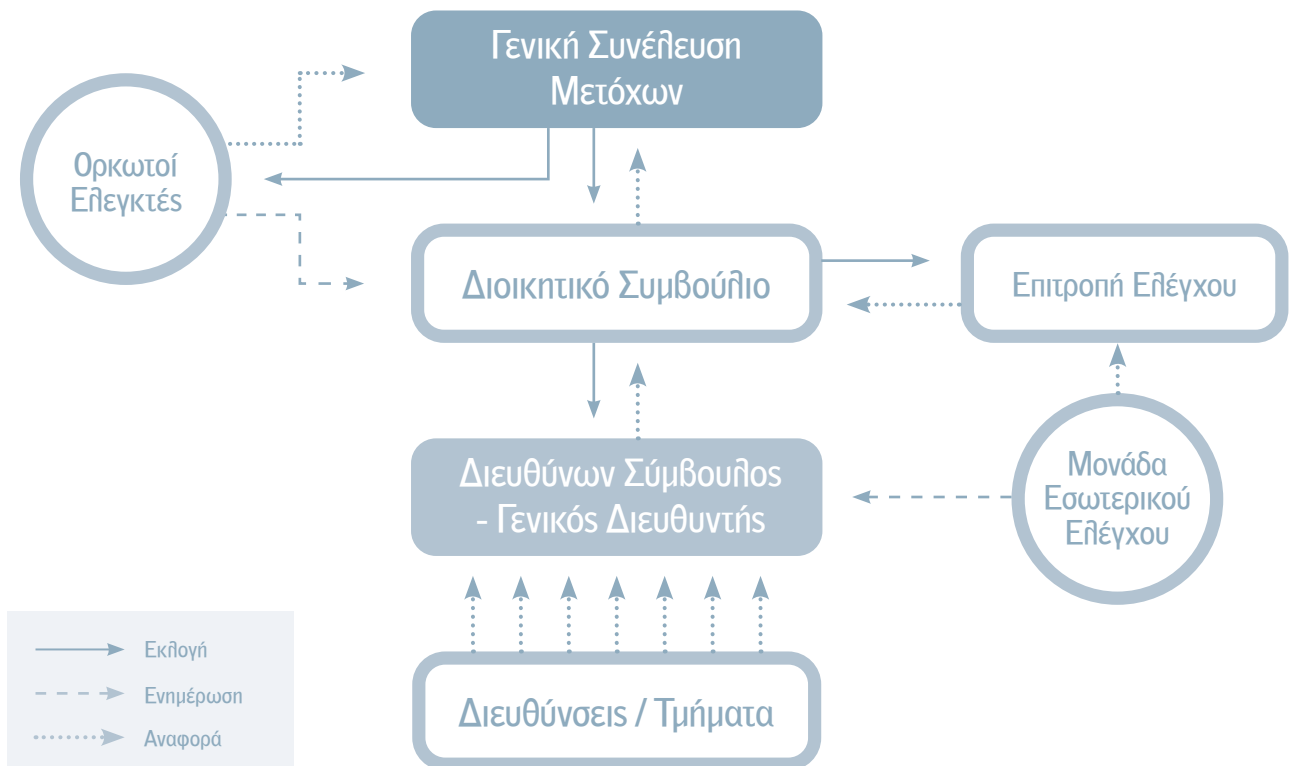 Γενική Συνέλευση
Μετόχων
Ορκωτοί
Ελεγκτές
Διοικητικό Συμβούλιο
Επιτροπή Ελέγχου
Διευθύνων Σύμβουλος
- Γενικός Διευθυντής
Μονάδα
Εσωτερικού
Ελέγχου
Διευθύνσεις / Τμήματα
Εκλογή
Ενημέρωση
Αναφορά